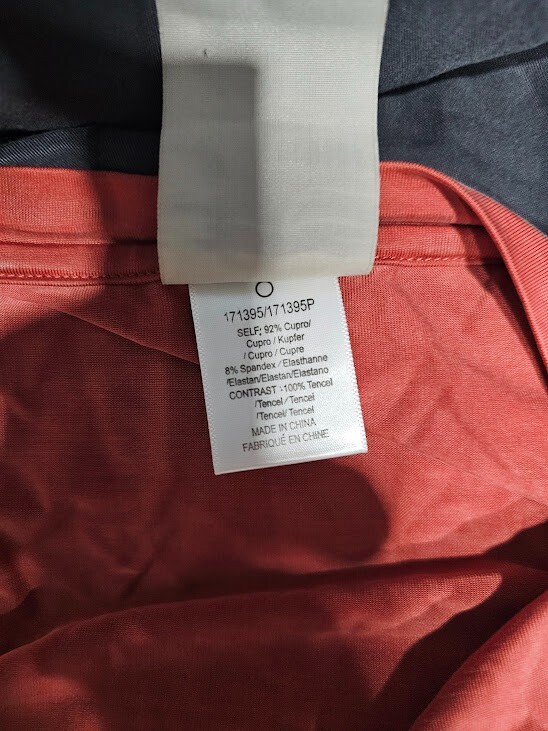 171395/171395P
SELF: 92% Cupro/
Cupro / Kupfer
/ Cupro / Cupre
8% Spandex / Elasthanne
/Elastan/Elastan/Elastano
CONTRAST :100% Tencel
/Tencel / Tencel
/Tencel/ Tencel
MADE IN CHINA
FABRIQUÉ EN CHINE